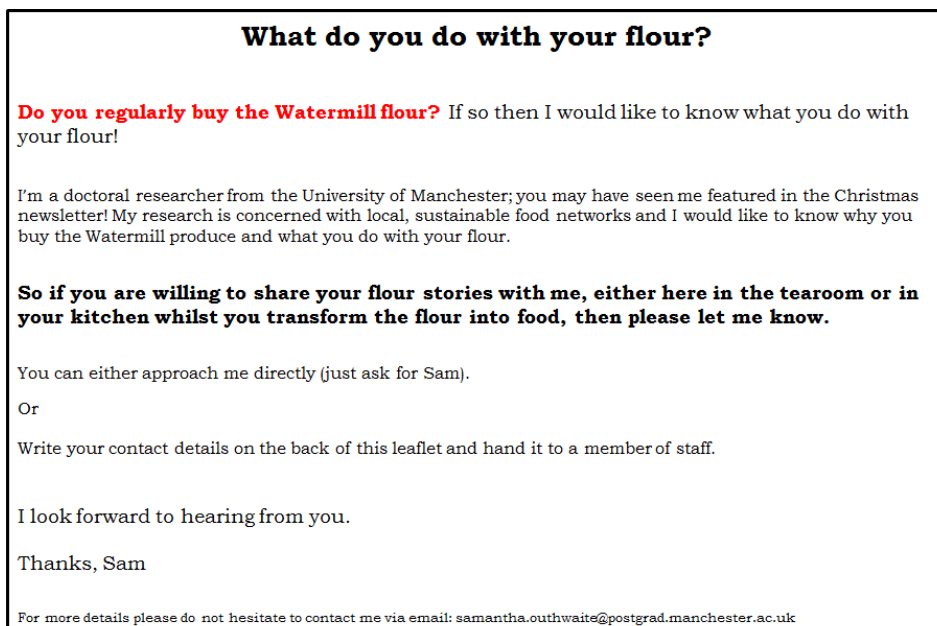 What do you do with your flour?
Do you regularly buy the Watermill flour? If so then I would like to know what you do with
your flour!
I'm a doctoral researcher from the University of Manchester; you may have seen me featured in the Christmas
newsletter! My research is concerned with local, sustainable food networks and I would like to know why you
buy the Watermill produce and what you do with your flour.
So if you are willing to share your flour stories with me, either here in the tearoom or in
your kitchen whilst you transform the flour into food, then please let me know.
You can either approach me directly (just ask for Sam).
Or
Write your contact details on the back of this leaflet and hand it to a member of staff.
I look forward to hearing from you.
Thanks, Sam
For more details please do not hesitate to contact me via email: samantha.outhwaite@postgrad.manchester.ac.uk